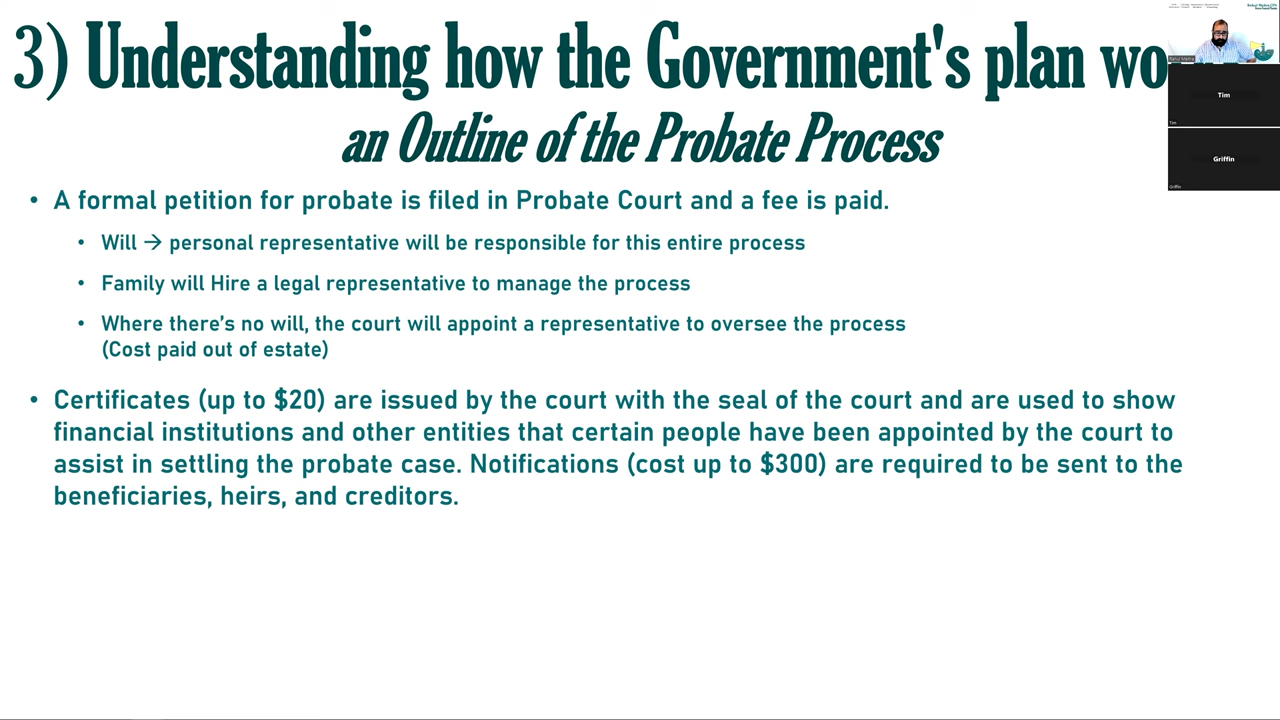 3) Understanding how the Government's plan wo
an Outline of the Probate Process
• A formal petition for probate is filed in Probate Court and a fee is paid.
• Will → personal representative will be responsible for this entire process
• Family will Hire a legal representative to manage the process
• Where there’s no will, the court will appoint a representative to oversee the process
(Cost paid out of estate)
• Certificates (up to $20) are issued by the court with the seal of the court and are used to show
financial institutions and other entities that certain people have been appointed by the court to
assist in settling the probate case. Notifications (cost up to $300) are required to be sent to the
beneficiaries, heirs, and creditors.
Tim
Tim
Griffin
Griffin